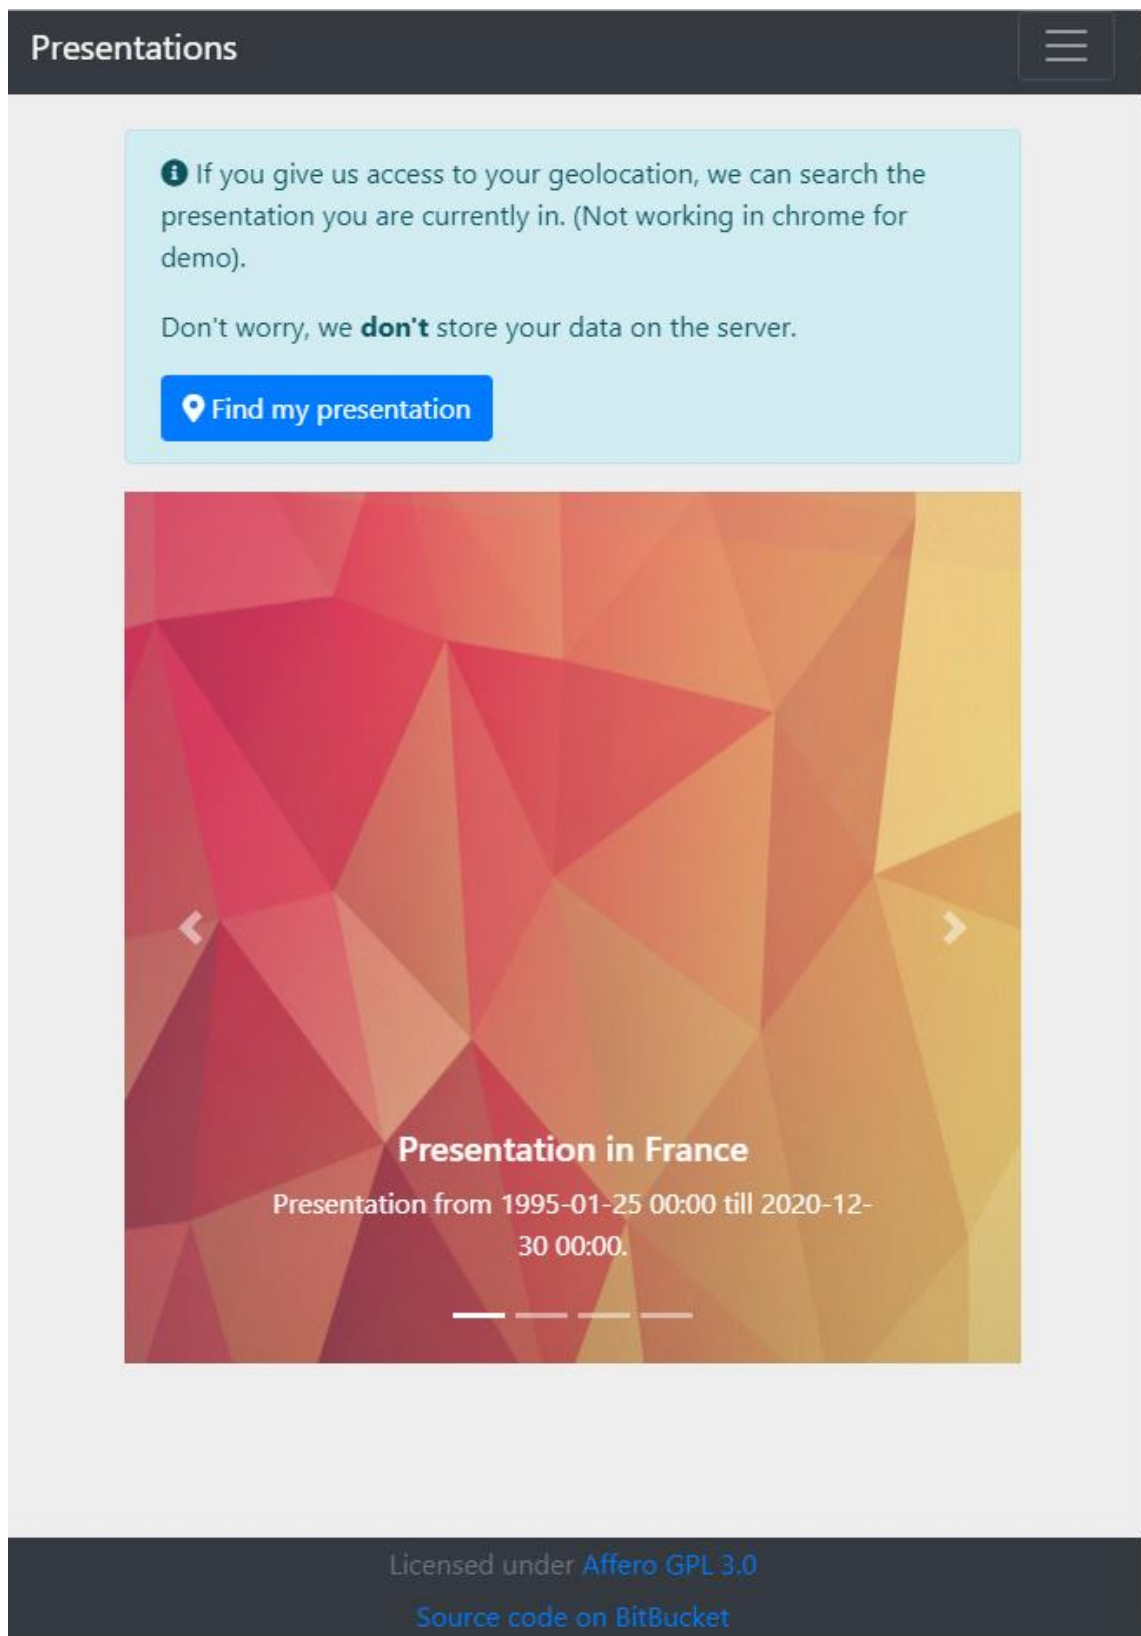 Presentations
If you give us access to your geolocation, we can search the
presentation you are currently in. (Not working in chrome for
demo).
Don't worry, we don't store your data on the server.
Find my presentation
Presentation in France
Presentation from 1995-01-25 00:00 till 2020-12-
30 00:00.
Licensed under Affero GPL 3.0
Source code on BitBucket